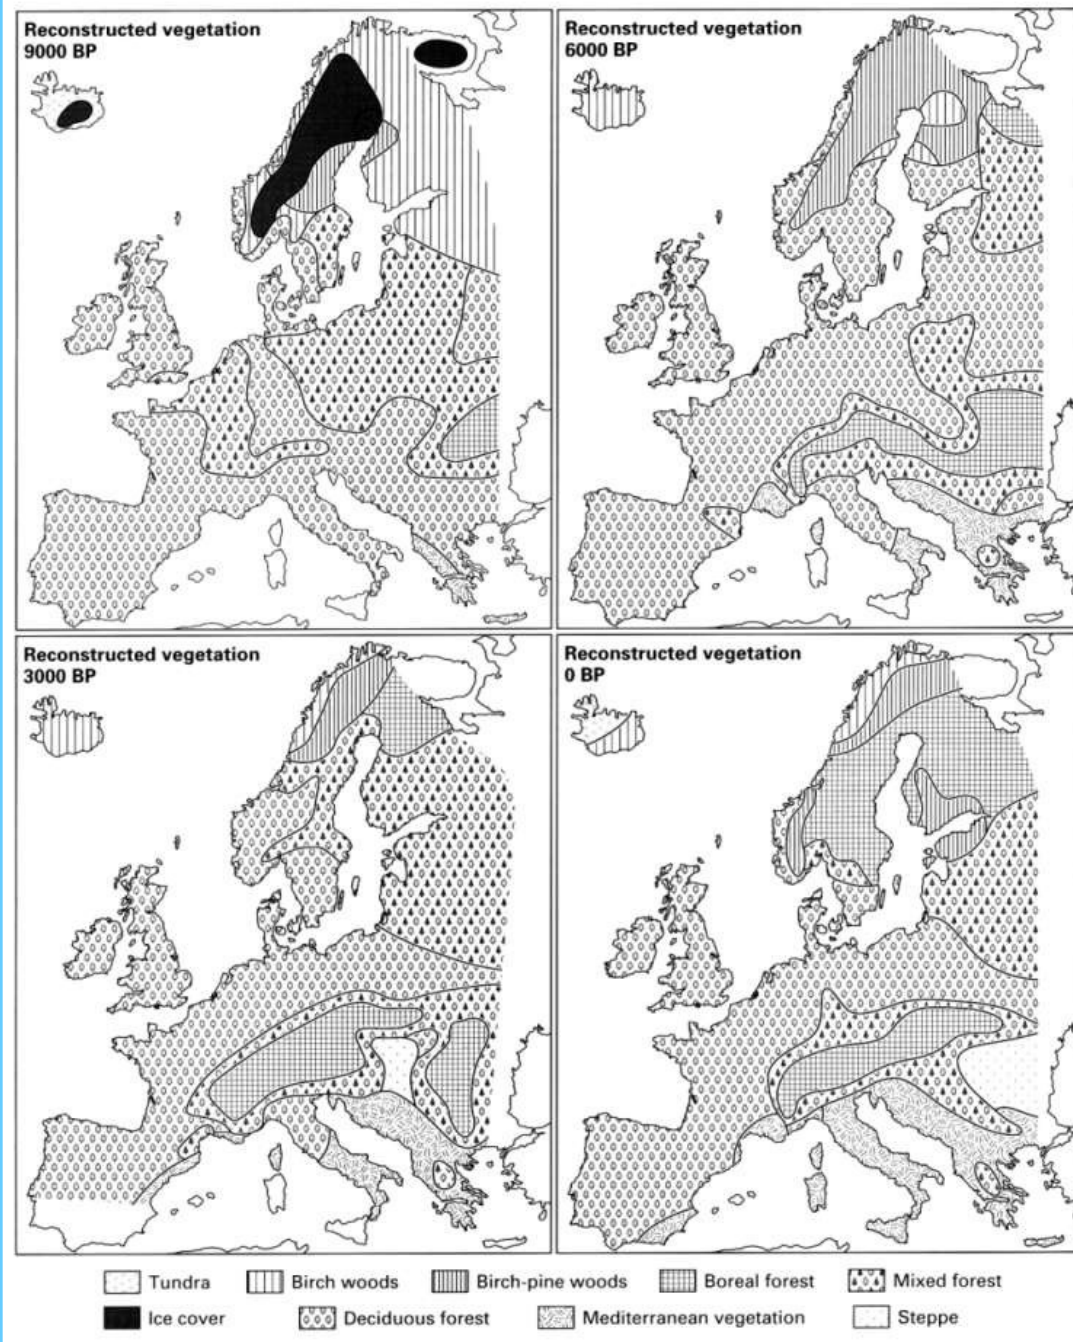 Reconstructed vegetation
9000 BP
Reconstructed vegetation
6000 BP
Reconstructed vegetation
3000 BP
Reconstructed vegetation
0 BP
Tundra
Birch woods
Birch-pine woods
Boreal forest
Mixed forest
Ice cover
Deciduous forest
Mediterranean vegetation
Steppe